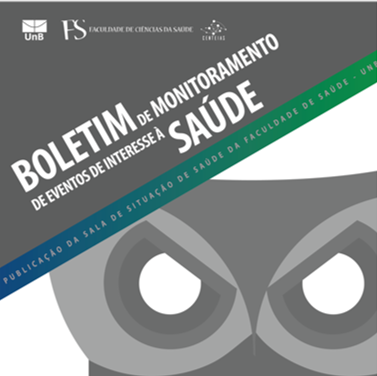 UnB
FS FACULDADE DE CIÊNCIAS DA SAÚDE
CENTEIAS
BOLETIM DE MONITORAMENTO
DE EVENTOS DE INTERESSE À SAÚDE
PUBLICAÇÃO DA SALA DE SITUAÇÃO DE SAÚDE DA FACULDADE DE SAÚDE - UNB